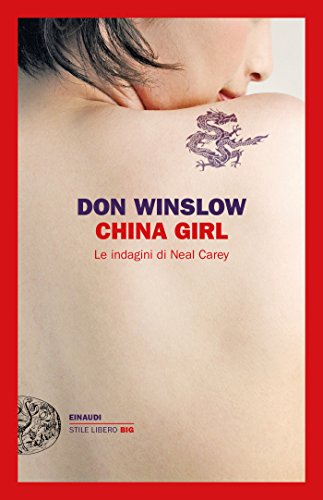 DON WINSLOW
CHINA GIRL
Le indagini di Neal Carey
EINAUDI
STILE LIBERO BIG